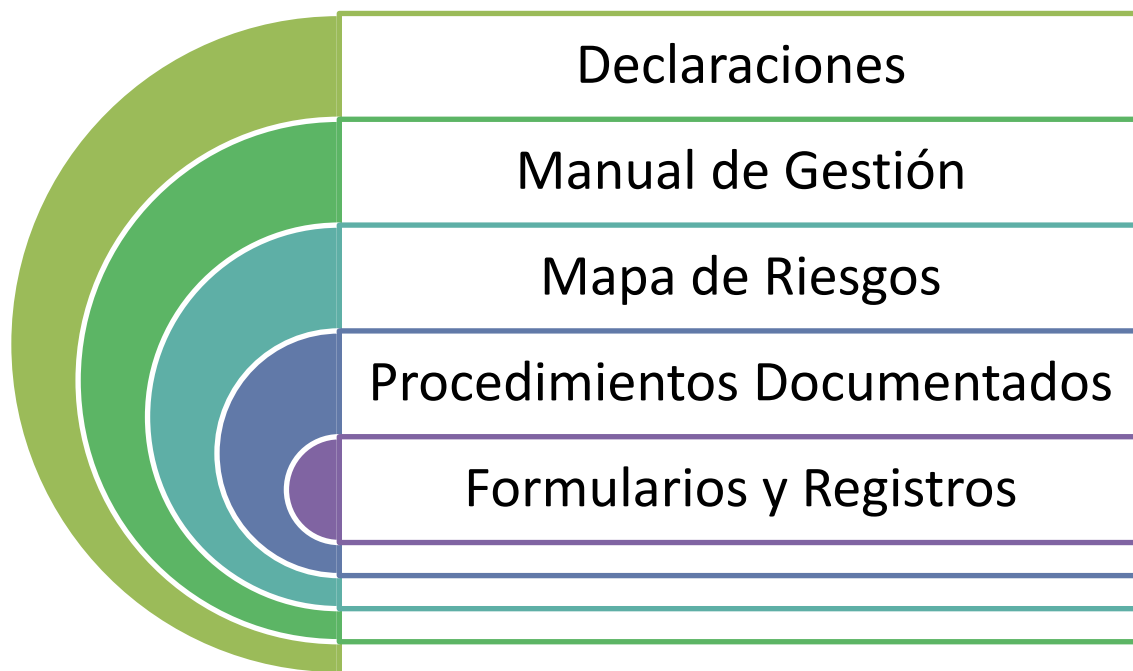 Declaraciones
Manual de Gestión
Mapa de Riesgos
Procedimientos Documentados
Formularios y Registros